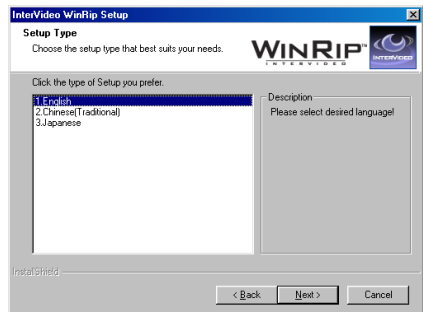 InterVideo WinRip Setup
Setup Type
Choose the setup type that best suits your needs.
WINRIP™
INTERVIDEO
INTERVIDEO
Click the type of Setup you prefer.
1.English
2.Chinese(Traditional)
3.Japanese
Description
Please select desired language!
InstallShield
< Back
Next >
Cancel